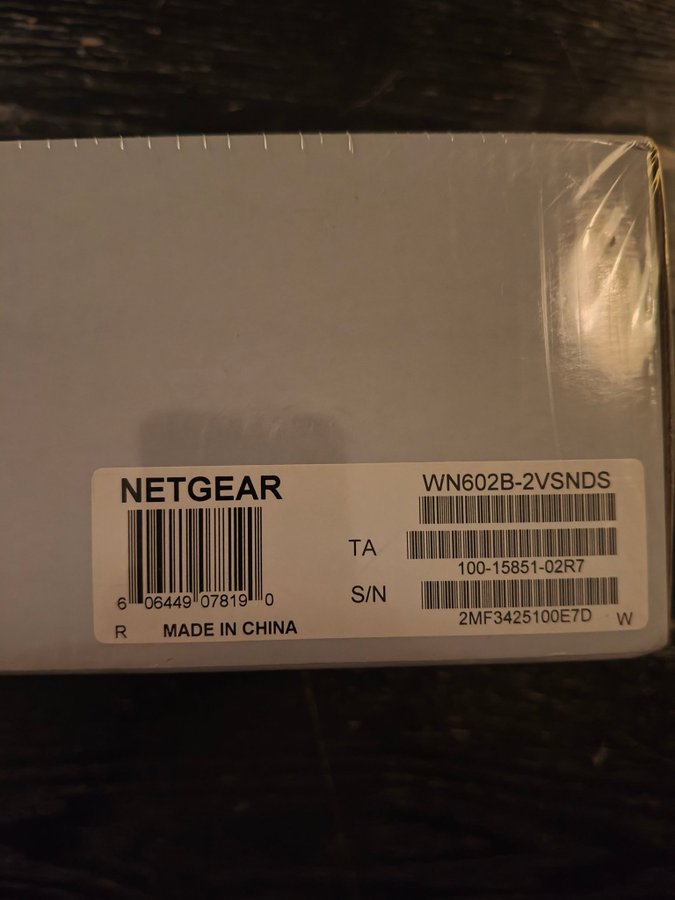 NETGEAR
6 06449 07819 0
R MADE IN CHINA
WN602B-2VSNDS
TA
100-15851-02R7
S/N
2MF3425100E7D
W